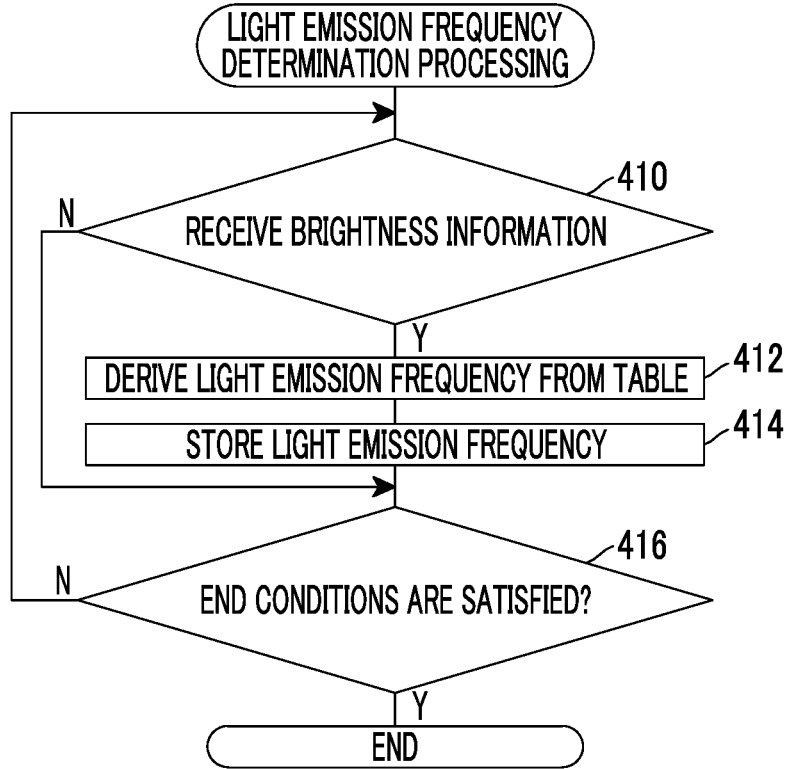 LIGHT EMISSION FREQUENCY
DETERMINATION PROCESSING
410
N
RECEIVE BRIGHTNESS INFORMATION
Y
412
DERIVE LIGHT EMISSION FREQUENCY FROM TABLE
414
STORE LIGHT EMISSION FREQUENCY
416
N
END CONDITIONS ARE SATISFIED?
Y
END